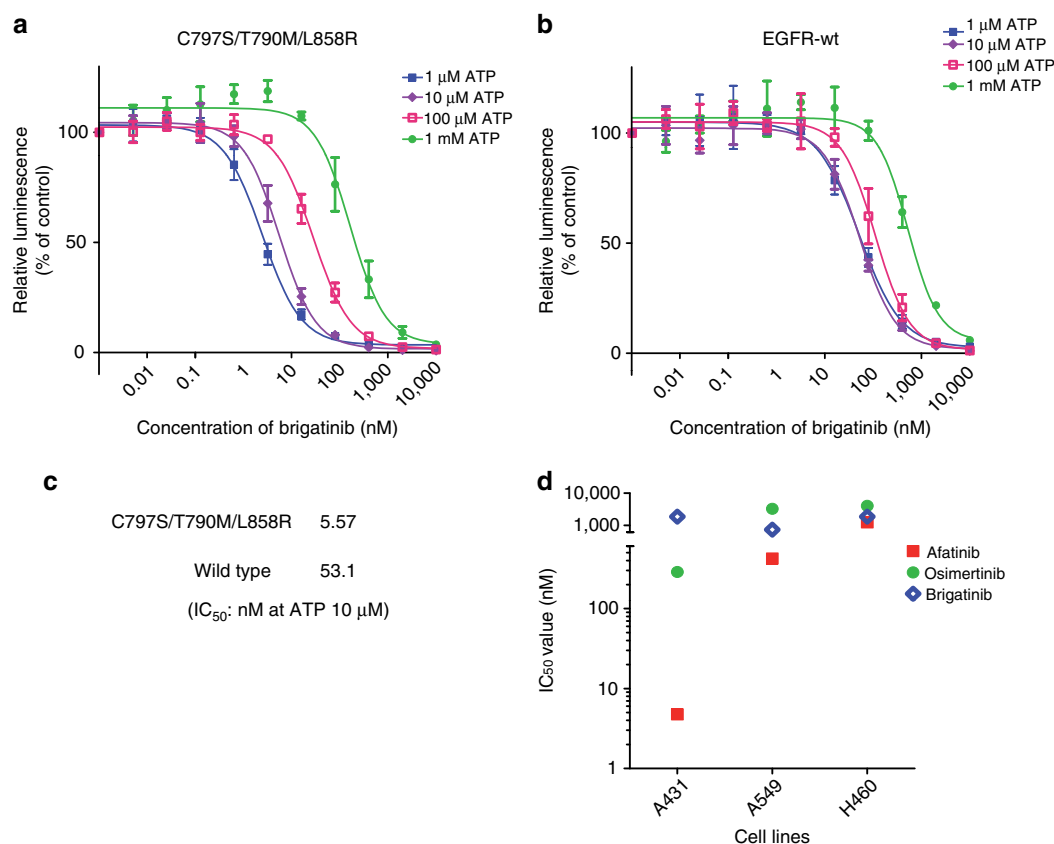 a
C797S/T790M/L858R
1 μM ATP
10 μM ATP
100 μM ATP
1 mM ATP
Relative luminescence
(% of control)
100
50
0
0.01
0.1
1
10
100
1,000
10,000
Concentration of brigatinib (nM)
b
EGFR-wt
1 μM ATP
10 μM ATP
100 μM ATP
1 mM ATP
Relative luminescence
(% of control)
100
50
0
0.01
0.1
1
10
100
1,000
10,000
Concentration of brigatinib (nM)
c
C797S/T790M/L858R 5.57
Wild type 53.1
(IC50: nM at ATP 10 μM)
d
IC50 value (nM)
10,000
1,000
100
10
1
Afatinib
Osimertinib
Brigatinib
A431
A549
H460
Cell lines